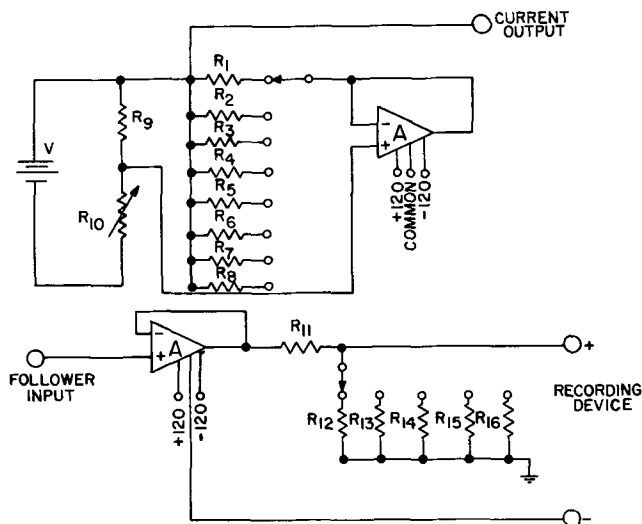 CURRENT
OUTPUT
R1
R2
R3
R4
R5
R6
R7
R8
R9
V
R10
-
+
A
+120
COMMON
-120
-
+
A
FOLLOWER
INPUT
+120
-120
R11
+
R12
R13
R14
R15
R16
RECORDING
DEVICE
-